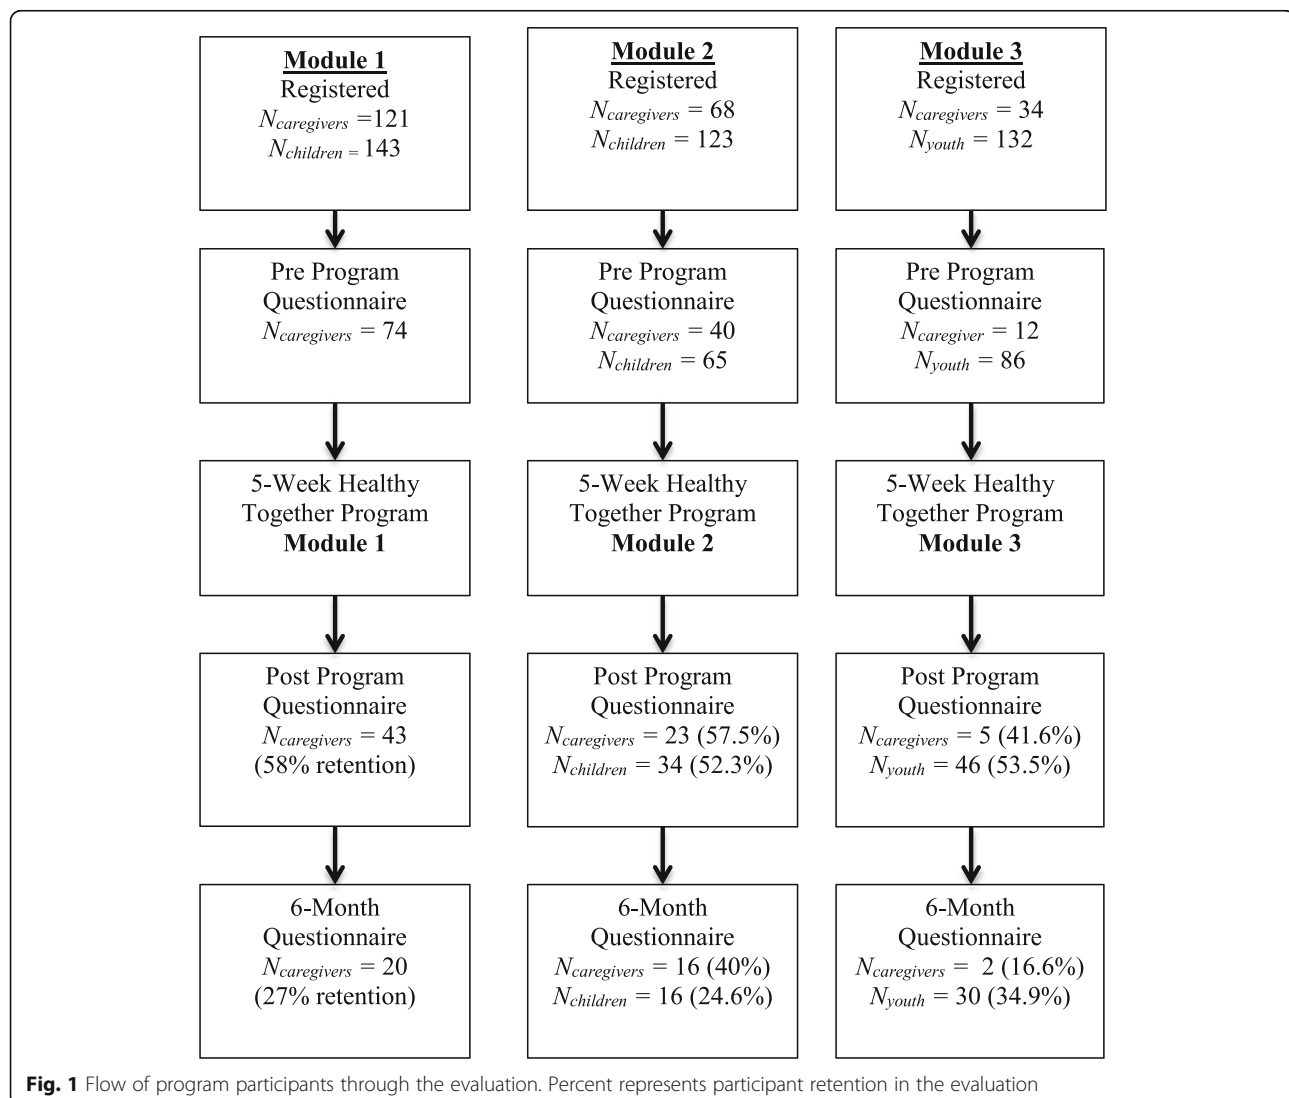 Module 1
Registered
Ncaregivers =121
Nchildren = 143
Module 2
Registered
Ncaregivers = 68
Nchildren = 123
Module 3
Registered
Ncaregivers = 34
Nyouth = 132
Pre Program
Questionnaire
Ncaregivers = 74
Pre Program
Questionnaire
Ncaregivers = 40
Nchildren = 65
Pre Program
Questionnaire
Ncaregiver = 12
Nyouth = 86
5-Week Healthy
Together Program
Module 1
5-Week Healthy
Together Program
Module 2
5-Week Healthy
Together Program
Module 3
Post Program
Questionnaire
Ncaregivers = 43
(58% retention)
Post Program
Questionnaire
Ncaregivers = 23 (57.5%)
Nchildren = 34 (52.3%)
Post Program
Questionnaire
Ncaregivers = 5 (41.6%)
Nyouth = 46 (53.5%)
6-Month
Questionnaire
Ncaregivers = 20
(27% retention)
6-Month
Questionnaire
Ncaregivers = 16 (40%)
Nchildren = 16 (24.6%)
6-Month
Questionnaire
Ncaregivers = 2 (16.6%)
Nyouth = 30 (34.9%)
Fig. 1 Flow of program participants through the evaluation. Percent represents participant retention in the evaluation